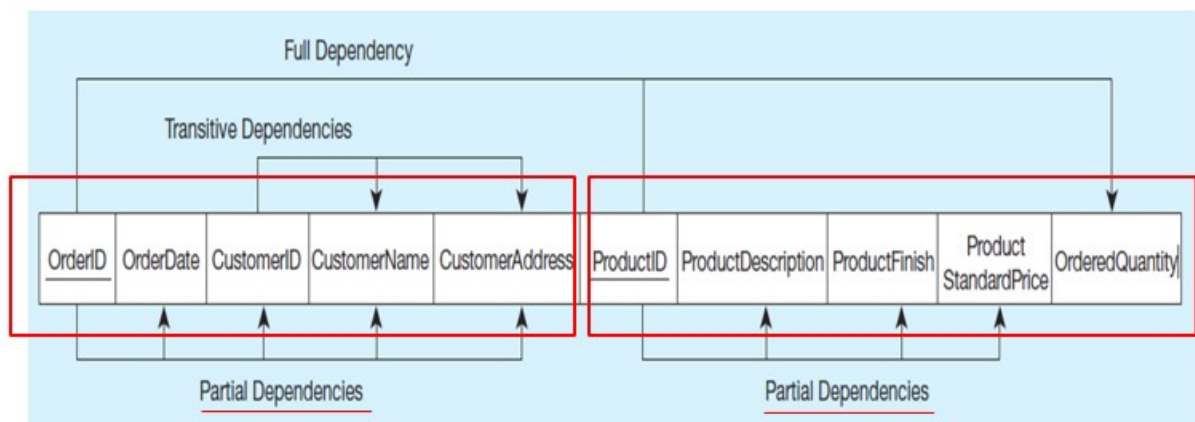 Full Dependency
Transitive Dependencies
OrderID OrderDate CustomerID CustomerName CustomerAddress ProductID ProductDescription ProductFinish Product StandardPrice OrderedQuantity
Partial Dependencies Partial Dependencies